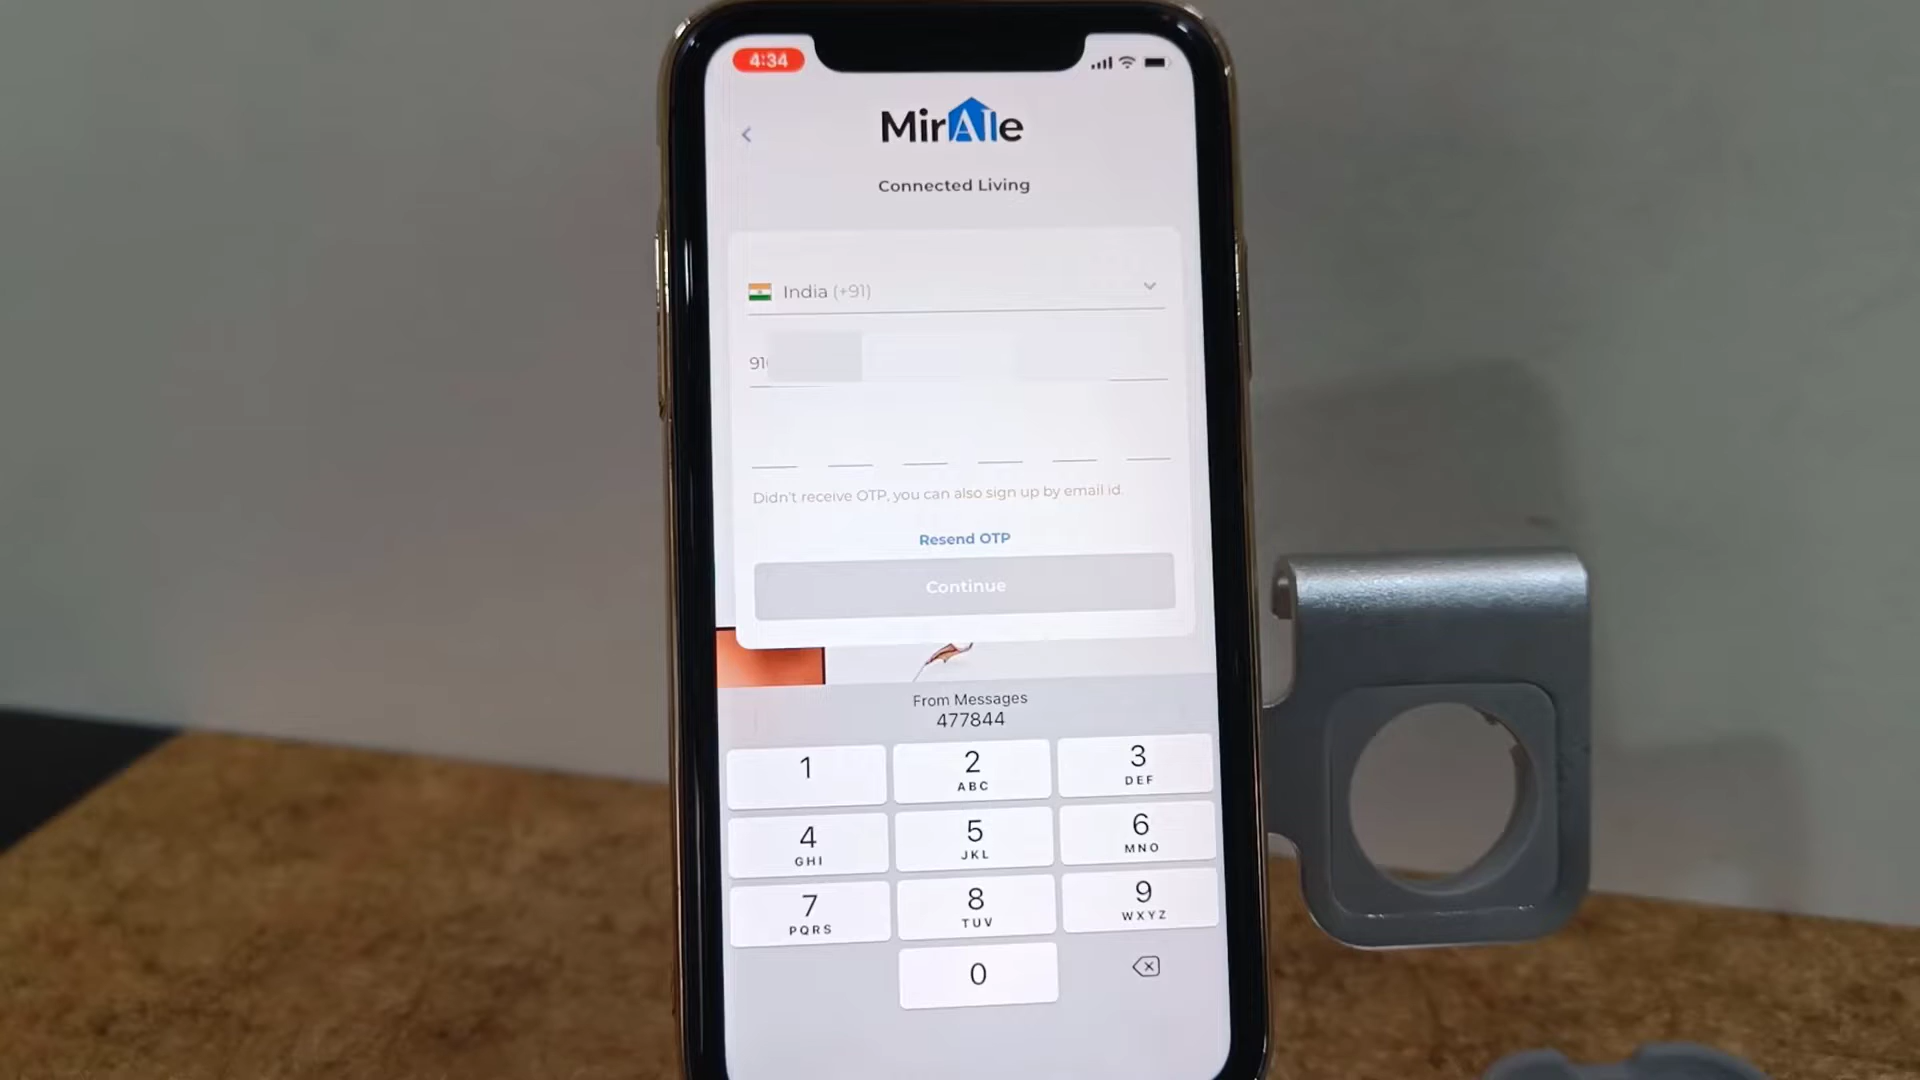 4:34
MirAIe
Connected Living
India (+91)
91
Didn't receive OTP, you can also sign up by email id.
Resend OTP
Continue
From Messages
477844
1
2
ABC
3
DEF
4
GHI
5
JKL
6
MNO
7
PQRS
8
TUV
9
WXYZ
0